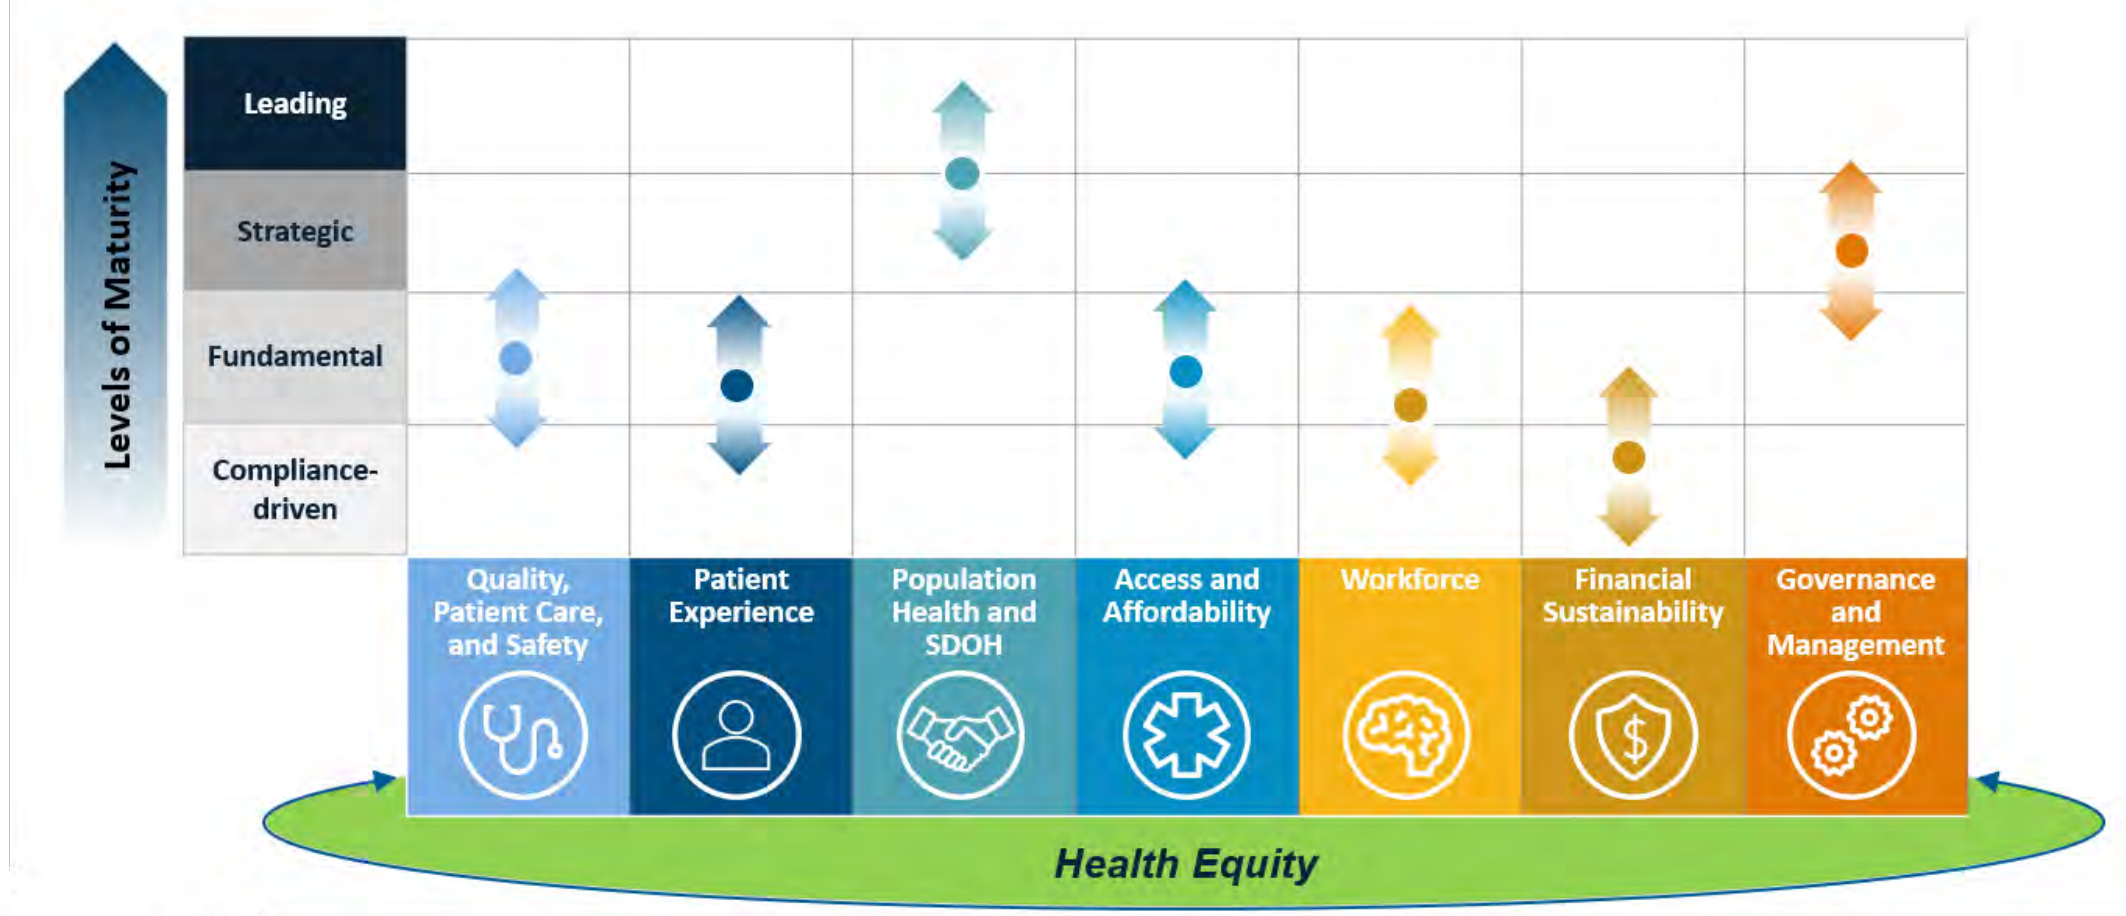 Levels of Maturity
Leading
Strategic
Fundamental
Compliance-
driven
Quality,
Patient Care,
and Safety
Patient
Experience
Population
Health and
SDOH
Access and
Affordability
Workforce
Financial
Sustainability
$
Governance
and
Management
Health Equity